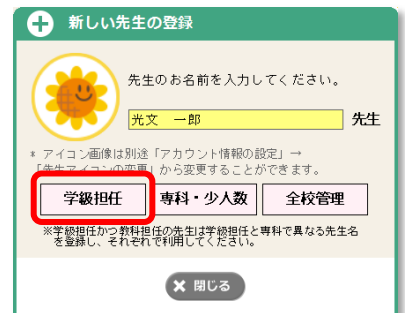 新しい先生の登録
先生のお名前を入力してください。
光文　一郎　先生
* アイコン画像は別途「アカウント情報の設定」→
「先生アイコンの変更」から変更することができます。
学級担任　専科・少人数　全校管理
※学級担任かつ教科担任の先生は学級担任と専科で異なる先生名
を登録し、それぞれで利用してください。
閉じる